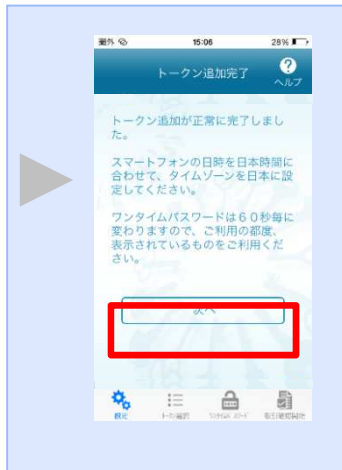 圏外 15:06 28%
トークン追加完了
?
ヘルプ
トークン追加が正常に完了しまし
た。
スマートフォンの日時を日本時間に
合わせて、タイムゾーンを日本に設
定してください。
ワンタイムパスワードは60秒毎に
変わりますので、ご利用の都度、
表示されているものをご利用くだ
さい。
次へ
設定